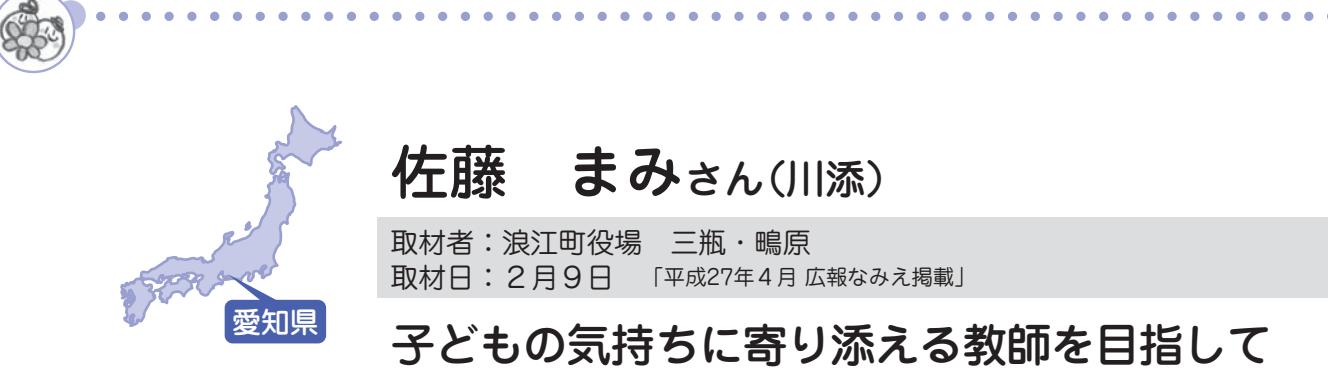 佐藤　まみさん（川添）
取材者：浪江町役場　三瓶・鴫原
取材日：２月９日　「平成27年４月 広報なみえ掲載」
愛知県
子どもの気持ちに寄り添える教師を目指して